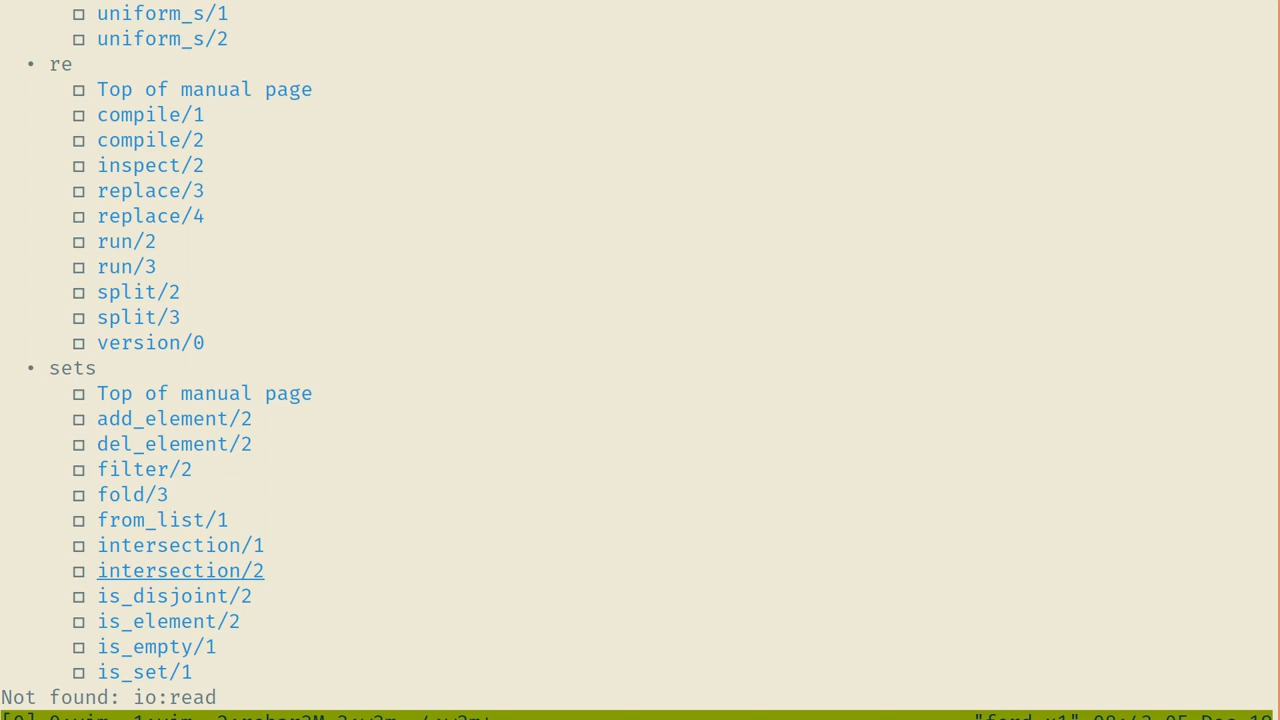 □ uniform_s/1
□ uniform_s/2
• re
□ Top of manual page
□ compile/1
□ compile/2
□ inspect/2
□ replace/3
□ replace/4
□ run/2
□ run/3
□ split/2
□ split/3
□ version/0
• sets
□ Top of manual page
□ add_element/2
□ del_element/2
□ filter/2
□ fold/3
□ from_list/1
□ intersection/1
□ intersection/2
□ is_disjoint/2
□ is_element/2
□ is_empty/1
□ is_set/1
Not found: io:read